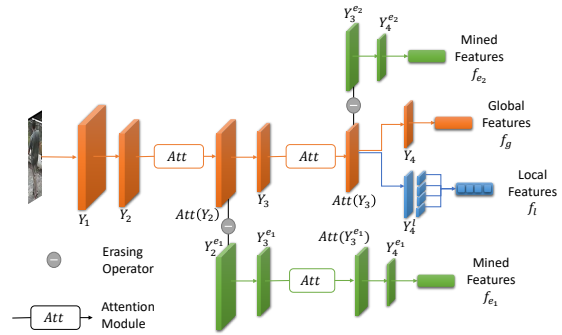 Y_3^{e_2}
Y_4^{e_2}
Mined
Features
f_{e_2}
Global
Features
f_g
Y_4
Att
Att
Y_1
Y_2
Att(Y_2)
Y_3
Att(Y_3)
Y_4^l
Local
Features
f_l
Erasing
Operator
Y_2^{e_1}
Y_3^{e_1}
Att(Y_3^{e_1})
Y_4^{e_1}
Att
Mined
Features
f_{e_1}
Att
Attention
Module